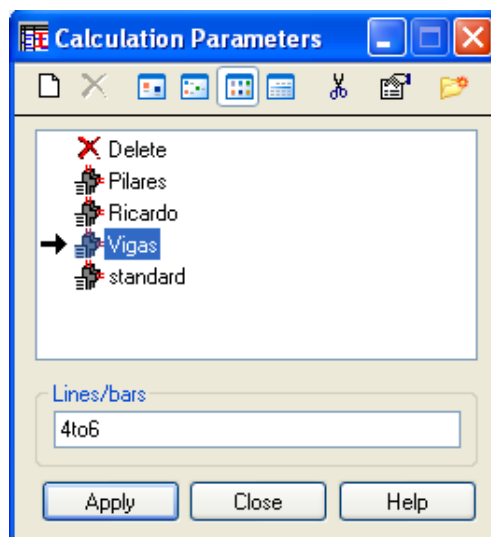 Calculation Parameters
Delete
Pilares
Ricardo
Vigas
standard
Lines/bars
4to6
Apply Close Help